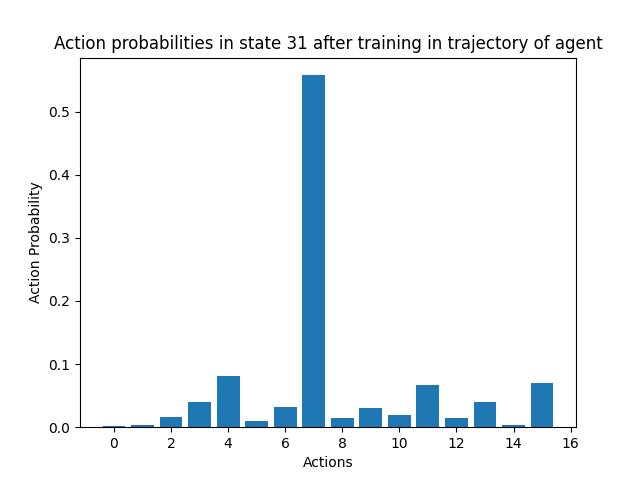 Action probabilities in state 31 after training in trajectory of agent
0.5
0.4
0.3
0.2
0.1
0.0
Action Probability
0 2 4 6 8 10 12 14 16
Actions